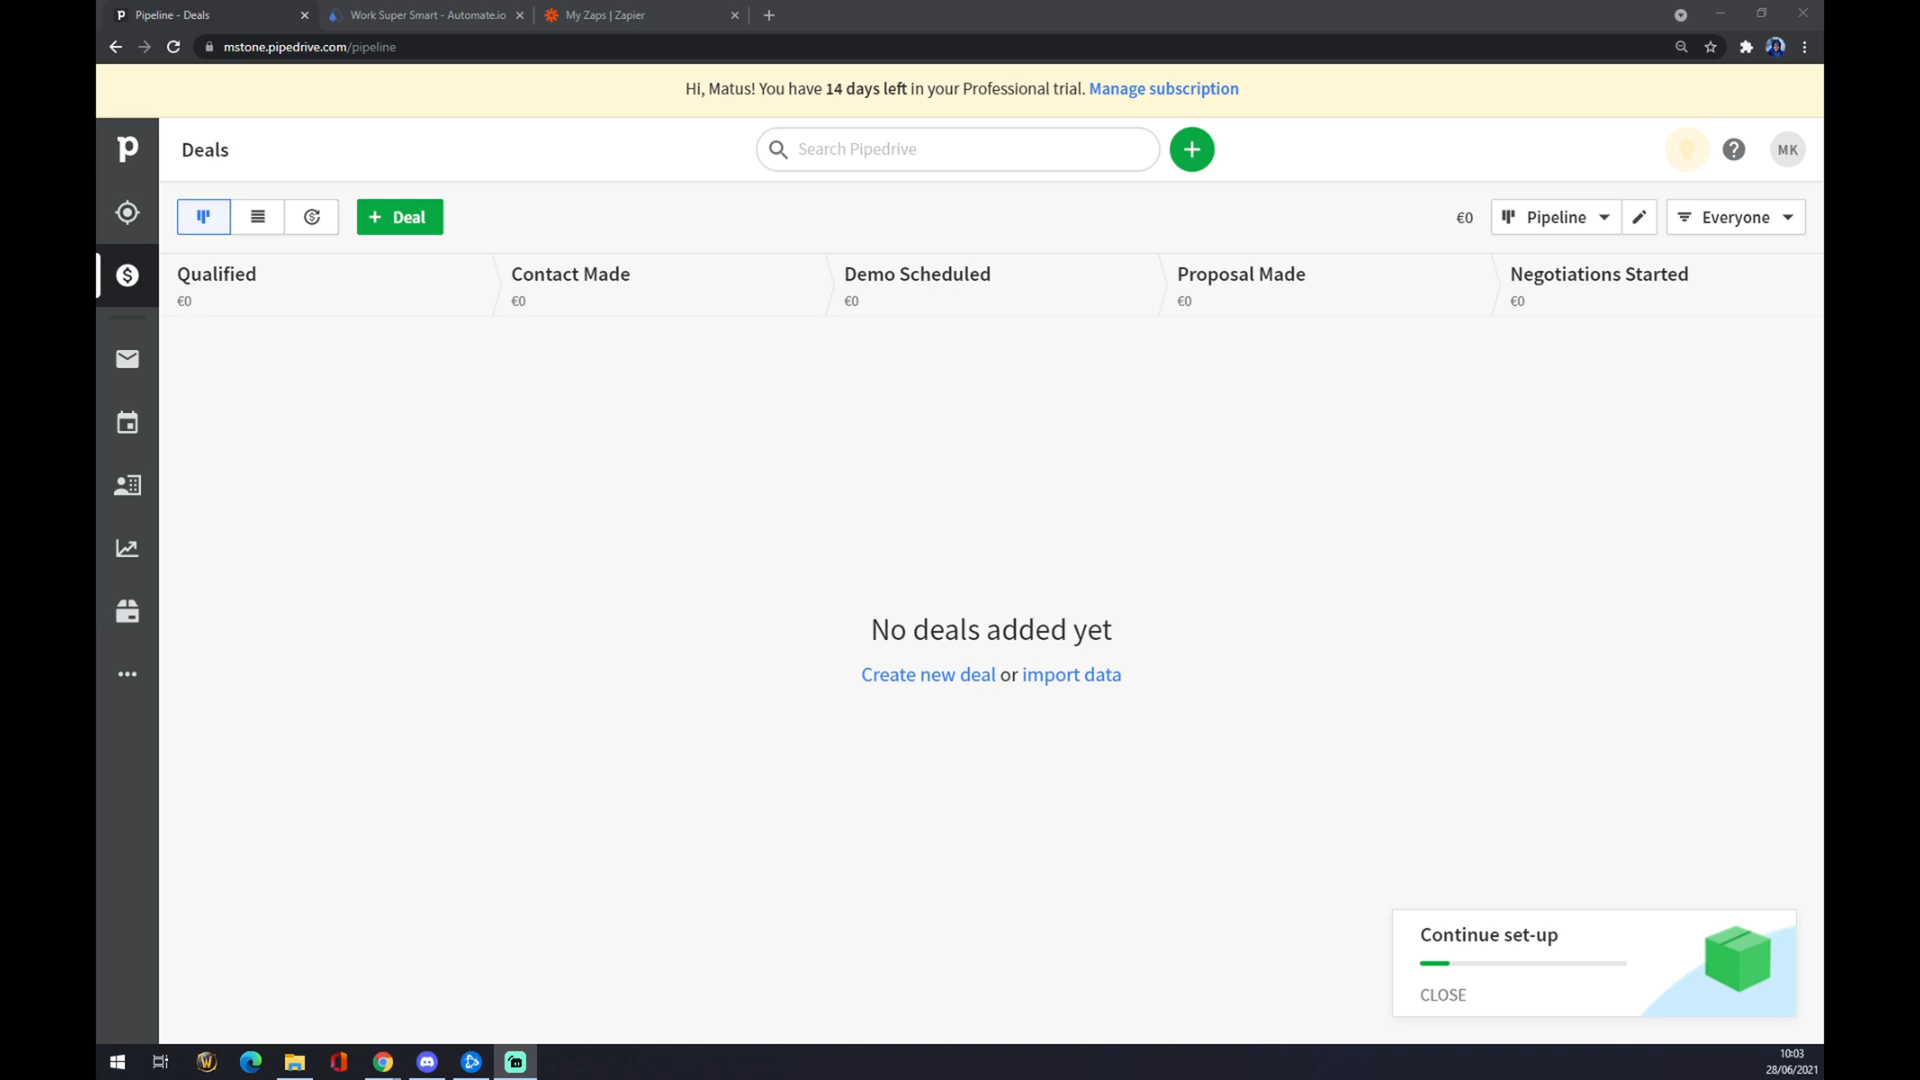 Pipeline - Deals
Work Super Smart - Automate.io
My Zaps | Zapier
mstone.pipedrive.com/pipeline
Hi, Matus! You have 14 days left in your Professional trial. Manage subscription
Deals
Search Pipedrive
MK
+ Deal
€0
Pipeline
Everyone
Qualified
€0
Contact Made
€0
Demo Scheduled
€0
Proposal Made
€0
Negotiations Started
€0
No deals added yet
Create new deal or import data
Continue set-up
CLOSE
10:03
28/06/2021